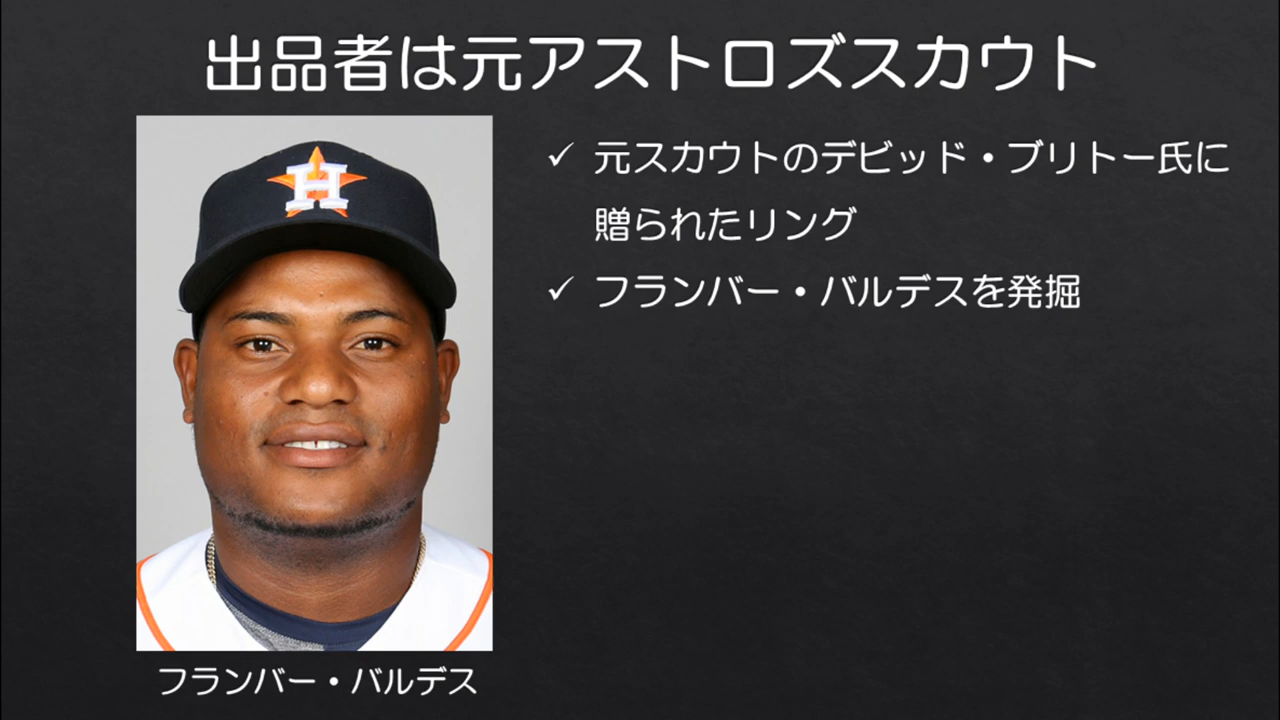 出品者は元アストロズスカウト
H
✓ 元スカウトのデビッド・ブリトー氏に
贈られたリング
✓ フランバー・バルデスを発掘
フランバー・バルデス